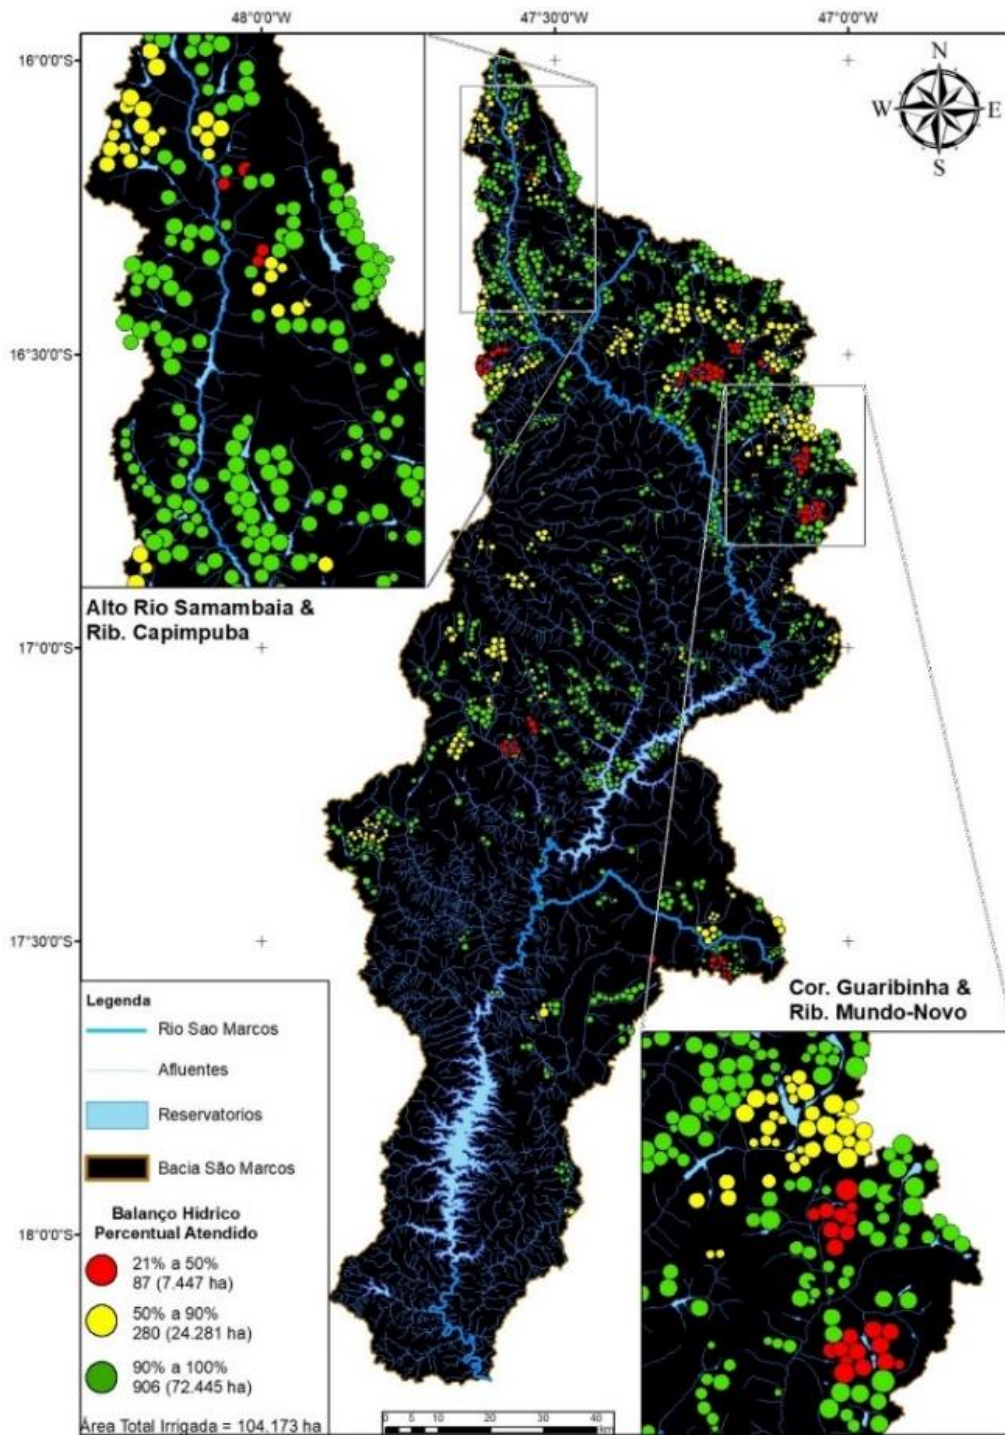 48°0'0"W
47°30'0"W
47°0'0"W
16°0'0"S
N
W
E
S
16°30'0"S
Alto Rio Samambaia &
Rib. Capimpuba
17°0'0"S
17°30'0"S
Cor. Guaribinha &
Rib. Mundo-Novo
Legenda
Rio Sao Marcos
Afluentes
Reservatorios
Bacia São Marcos
18°0'0"S
Balanço Hídrico
Percentual Atendido
21% a 50%
87 (7.447 ha)
50% a 90%
280 (24.281 ha)
90% a 100%
906 (72.445 ha)
Área Total Irrigada = 104.173 ha
0 5 10 20 30 40
km